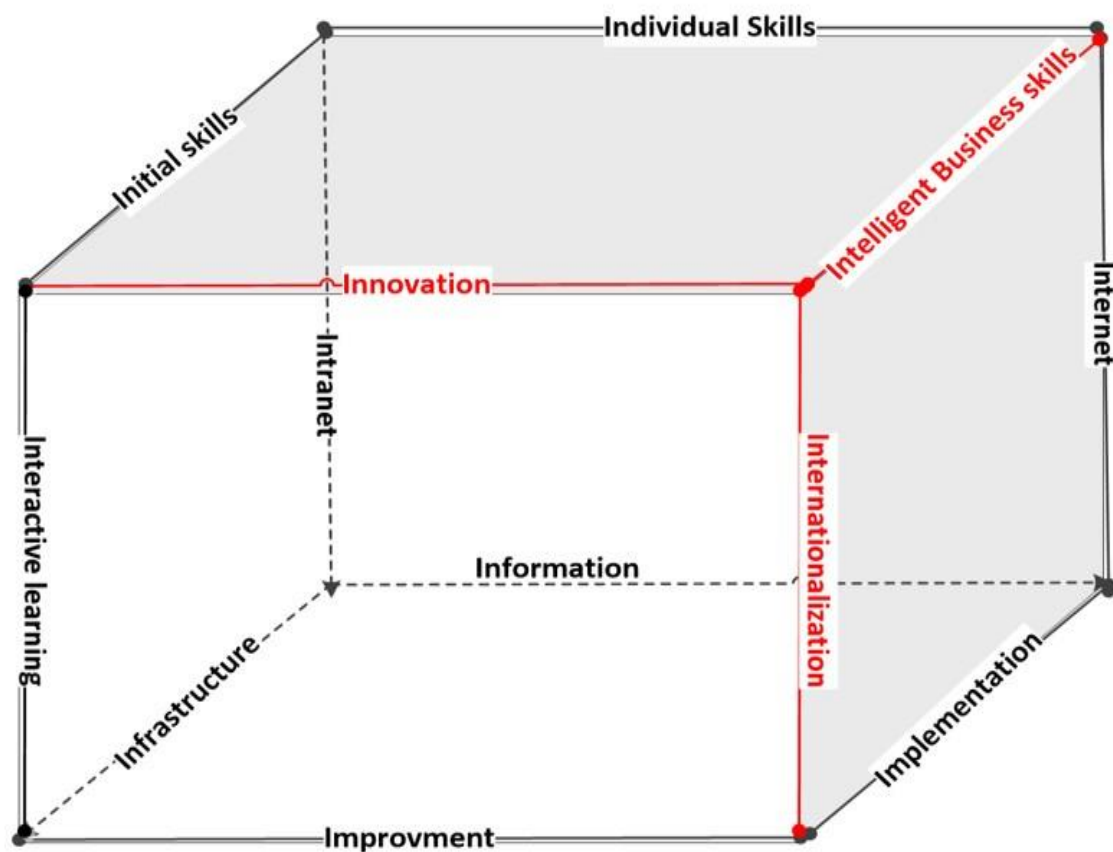 Individual Skills
Initial skills
Intelligent Business skills
Innovation
Internet
Intranet
Interactive learning
Internationalization
Information
Infrastructure
Implementation
Improvment